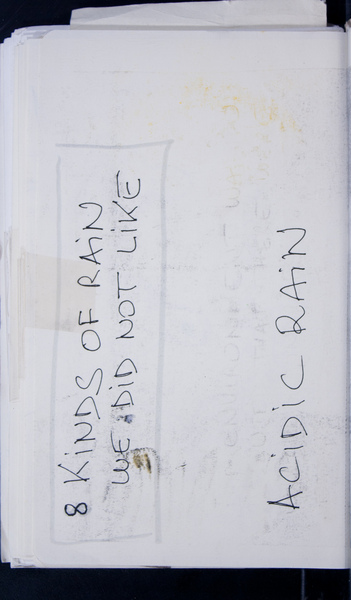 8 KiNDS OF RAiN
WE DiD NOT LiKE
ACiDiC RAiN